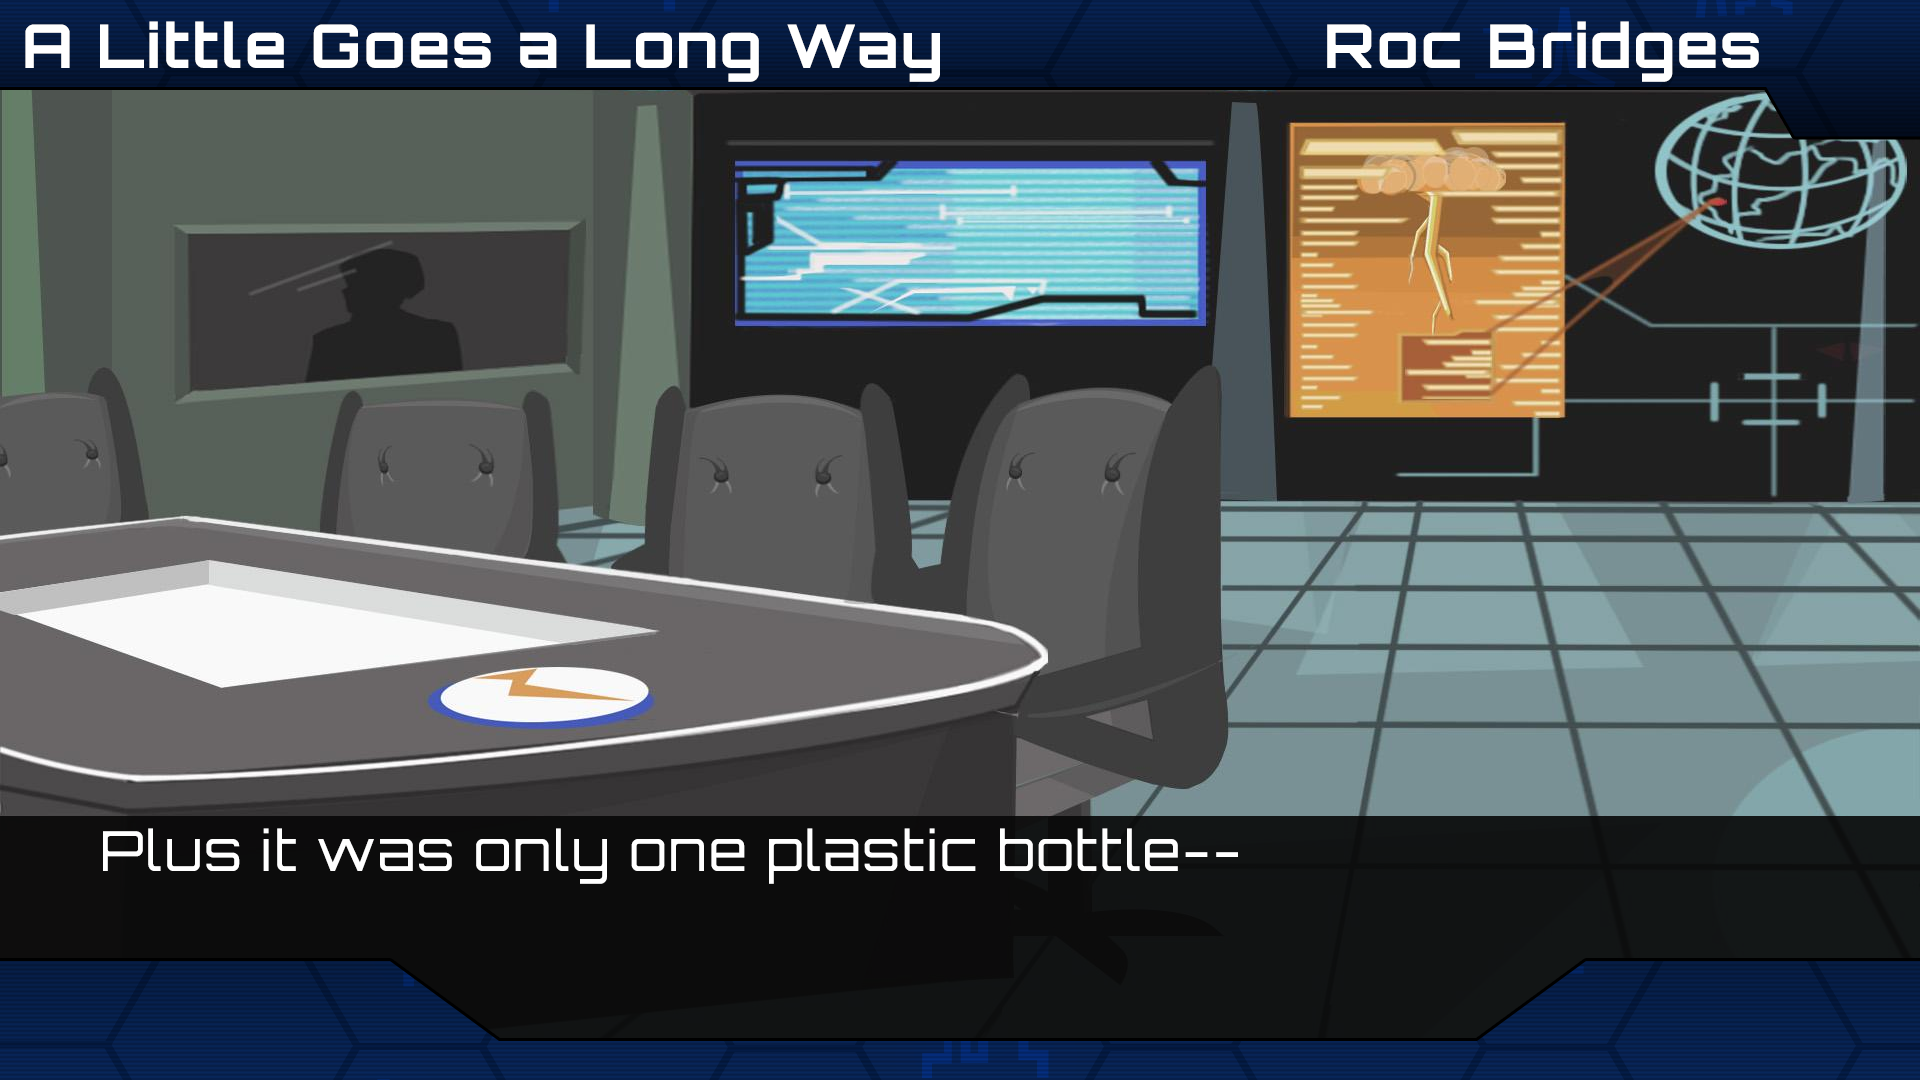 A Little Goes a Long Way
Roc Bridges
Plus it was only one plastic bottle--